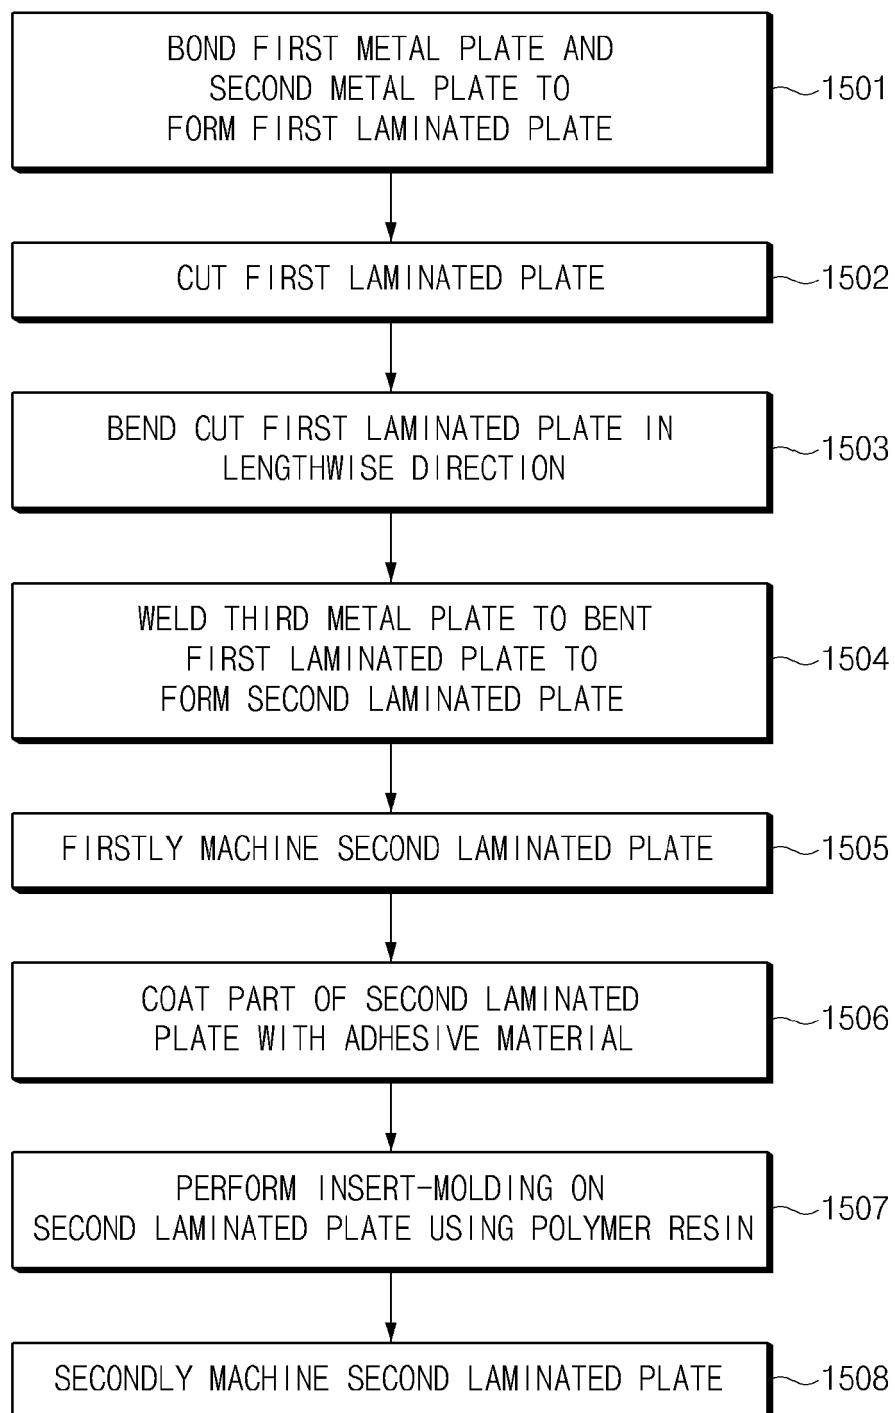 BOND FIRST METAL PLATE AND
SECOND METAL PLATE TO
FORM FIRST LAMINATED PLATE
1501
CUT FIRST LAMINATED PLATE
1502
BEND CUT FIRST LAMINATED PLATE IN
LENGTHWISE DIRECTION
1503
WELD THIRD METAL PLATE TO BENT
FIRST LAMINATED PLATE TO
FORM SECOND LAMINATED PLATE
1504
FIRSTLY MACHINE SECOND LAMINATED PLATE
1505
COAT PART OF SECOND LAMINATED
PLATE WITH ADHESIVE MATERIAL
1506
PERFORM INSERT-MOLDING ON
SECOND LAMINATED PLATE USING POLYMER RESIN
1507
SECONDLY MACHINE SECOND LAMINATED PLATE
1508